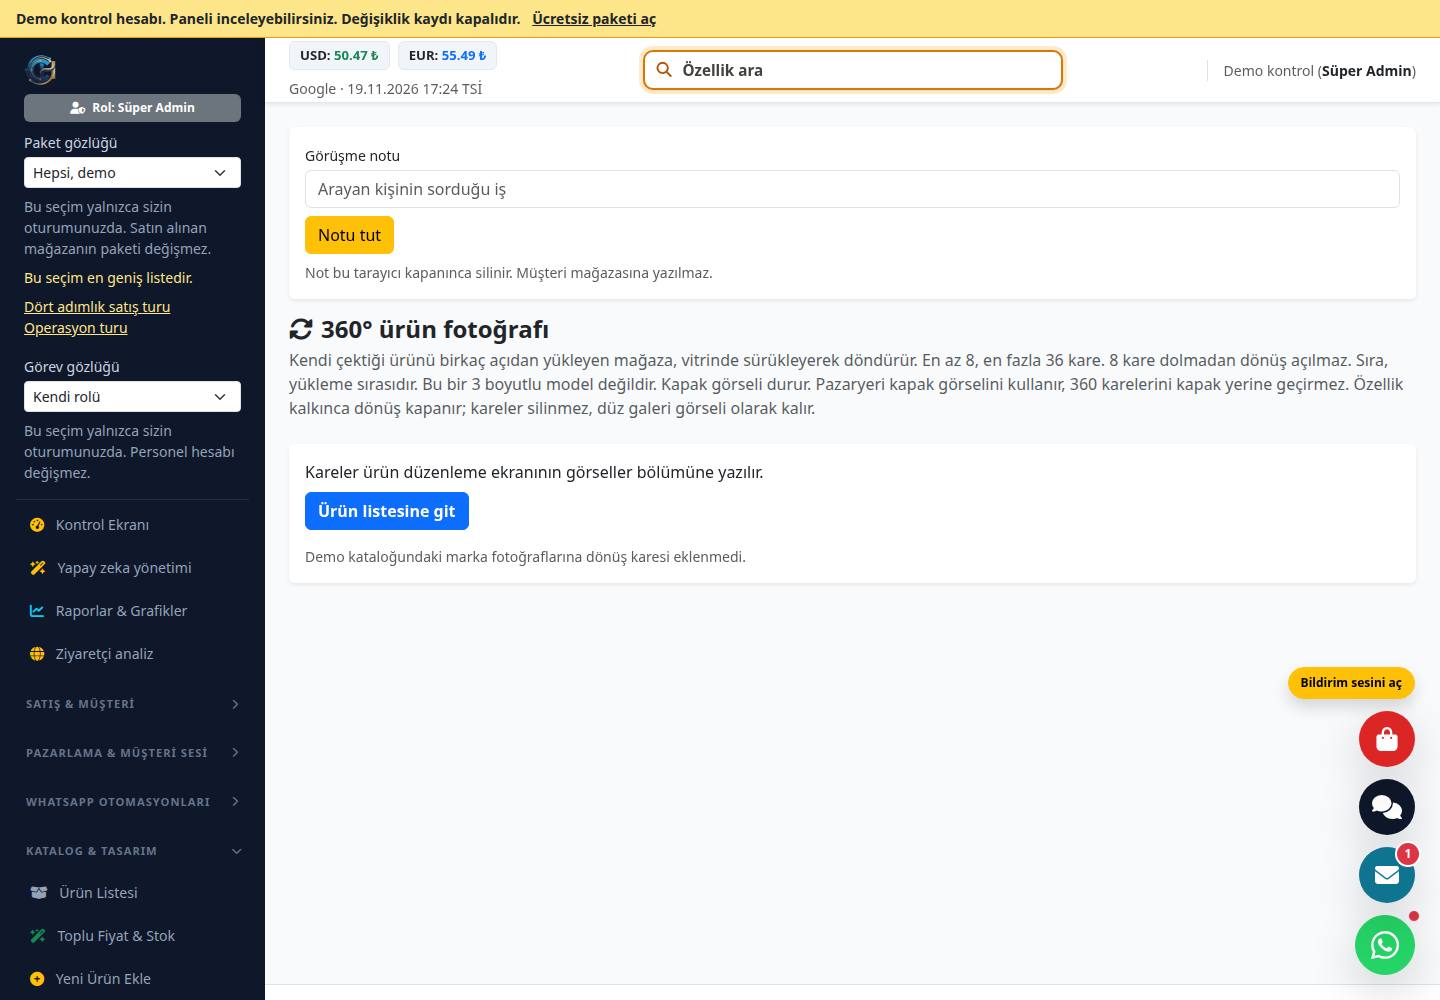 Demo kontrol hesabı. Paneli inceleyebilirsiniz. Değişiklik kaydı kapalıdır. Ücretsiz paketi aç
Rol: Süper Admin
Paket gözlüğü
Hepsi, demo
Bu seçim yalnızca sizin
oturumunuzda. Satın alınan
mağazanın paketi değişmez.
Bu seçim en geniş listedir.
Dört adımlık satış turu
Operasyon turu
Görev gözlüğü
Kendi rolü
Bu seçim yalnızca sizin
oturumunuzda. Personel hesabı
değişmez.
Kontrol Ekranı
Yapay zeka yönetimi
Raporlar & Grafikler
Ziyaretçi analiz
SATIŞ & MÜŞTERİ
PAZARLAMA & MÜŞTERİ SESİ
WHATSAPP OTOMASYONLARI
KATALOG & TASARIM
Ürün Listesi
Toplu Fiyat & Stok
Yeni Ürün Ekle
USD: 50.47 ₺ EUR: 55.49 ₺
Google · 19.11.2026 17:24 TSİ
Özellik ara
Demo kontrol (Süper Admin)
Görüşme notu
Arayan kişinin sorduğu iş
Notu tut
Not bu tarayıcı kapanınca silinir. Müşteri mağazasına yazılmaz.
360° ürün fotoğrafı
Kendi çektiği ürünü birkaç açıdan yükleyen mağaza, vitrinde sürükleyerek döndürür. En az 8, en fazla 36 kare. 8 kare dolmadan dönüş açılmaz. Sıra,
yükleme sırasıdır. Bu bir 3 boyutlu model değildir. Kapak görseli durur. Pazaryeri kapak görselini kullanır, 360 karelerini kapak yerine geçirmez. Özellik
kalkınca dönüş kapanır; kareler silinmez, düz galeri görseli olarak kalır.
Kareler ürün düzenleme ekranının görseller bölümüne yazılır.
Ürün listesine git
Demo kataloğundaki marka fotoğraflarına dönüş karesi eklenmedi.
Bildirim sesini aç
1